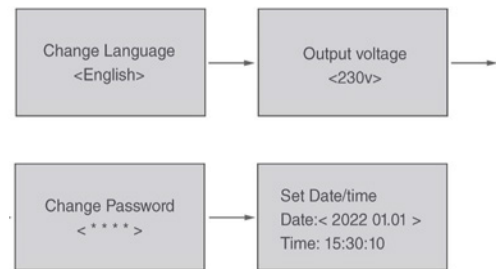 Change Language
<English>
Output voltage
<230v>
Change Password
< * * * * >
Set Date/time
Date:< 2022 01.01 >
Time: 15:30:10